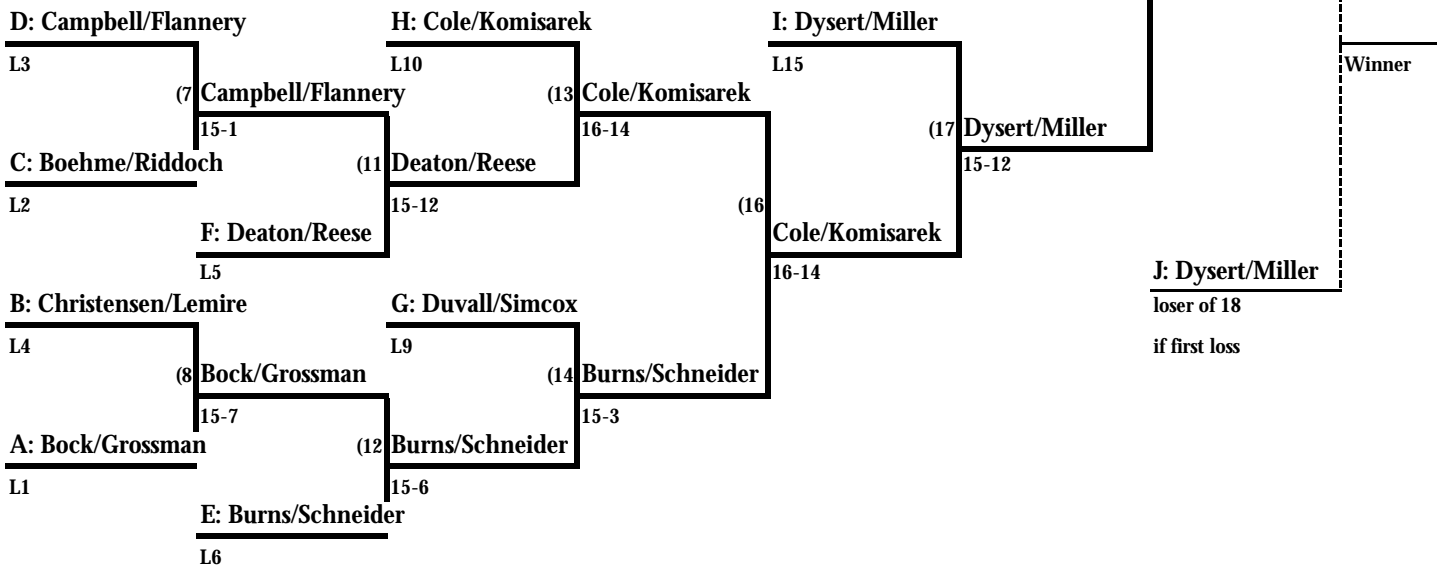 D: Campbell/Flannery
H: Cole/Komisarek
I: Dysert/Miller
L3
L10
L15
Winner
(7 Campbell/Flannery
(13 Cole/Komisarek
15-1
16-14
(17 Dysert/Miller
C: Boehme/Riddoch
(11 Deaton/Reese
15-12
L2
15-12
(16
F: Deaton/Reese
Cole/Komisarek
L5
16-14
J: Dysert/Miller
B: Christensen/Lemire
G: Duvall/Simcox
loser of 18
L4
L9
if first loss
(8 Bock/Grossman
(14 Burns/Schneider
15-7
15-3
A: Bock/Grossman
(12 Burns/Schneider
L1
15-6
E: Burns/Schneider
L6